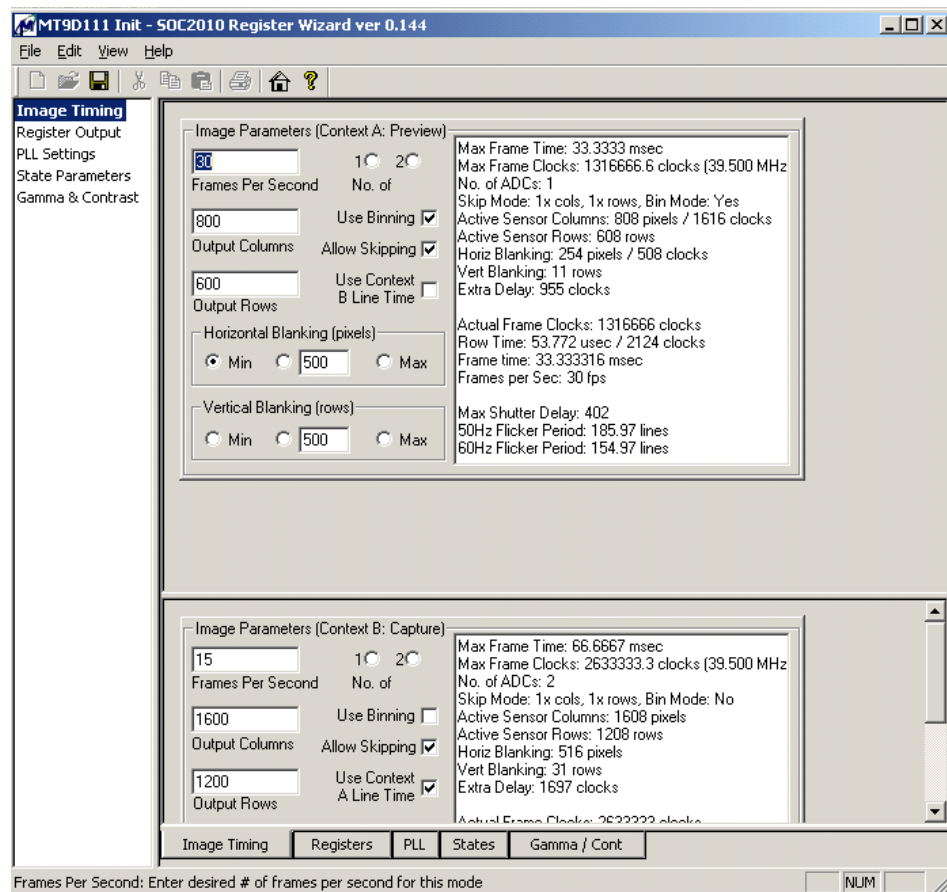 MT9D111 Init - SOC2010 Register Wizard ver 0.144
File Edit View Help
Image Timing
Register Output
PLL Settings
State Parameters
Gamma & Contrast
Image Parameters (Context A: Preview)
30
Frames Per Second
1 2
No. of
800
Output Columns
Use Binning
Allow Skipping
600
Output Rows
Use Context
B Line Time
Horizontal Blanking (pixels)
Min 500 Max
Vertical Blanking (rows)
Min 500 Max
Max Frame Time: 33.3333 msec
Max Frame Clocks: 1316666.6 clocks (39.500 MHz
No. of ADCs: 1
Skip Mode: 1x cols, 1x rows, Bin Mode: Yes
Active Sensor Columns: 808 pixels / 1616 clocks
Active Sensor Rows: 608 rows
Horiz Blanking: 254 pixels / 508 clocks
Vert Blanking: 11 rows
Extra Delay: 955 clocks
Actual Frame Clocks: 1316666 clocks
Row Time: 53.772 usec / 2124 clocks
Frame time: 33.333316 msec
Frames per Sec: 30 fps
Max Shutter Delay: 402
50Hz Flicker Period: 185.97 lines
60Hz Flicker Period: 154.97 lines
Image Parameters (Context B: Capture)
15
Frames Per Second
1 2
No. of
1600
Output Columns
Use Binning
Allow Skipping
1200
Output Rows
Use Context
A Line Time
Max Frame Time: 66.6667 msec
Max Frame Clocks: 2633333.3 clocks (39.500 MHz
No. of ADCs: 2
Skip Mode: 1x cols, 1x rows, Bin Mode: No
Active Sensor Columns: 1608 pixels
Active Sensor Rows: 1208 rows
Horiz Blanking: 516 pixels
Vert Blanking: 31 rows
Extra Delay: 1697 clocks
Actual Frame Clocks: 2633333 clocks
Image Timing Registers PLL States Gamma / Cont
Frames Per Second: Enter desired # of frames per second for this mode NUM